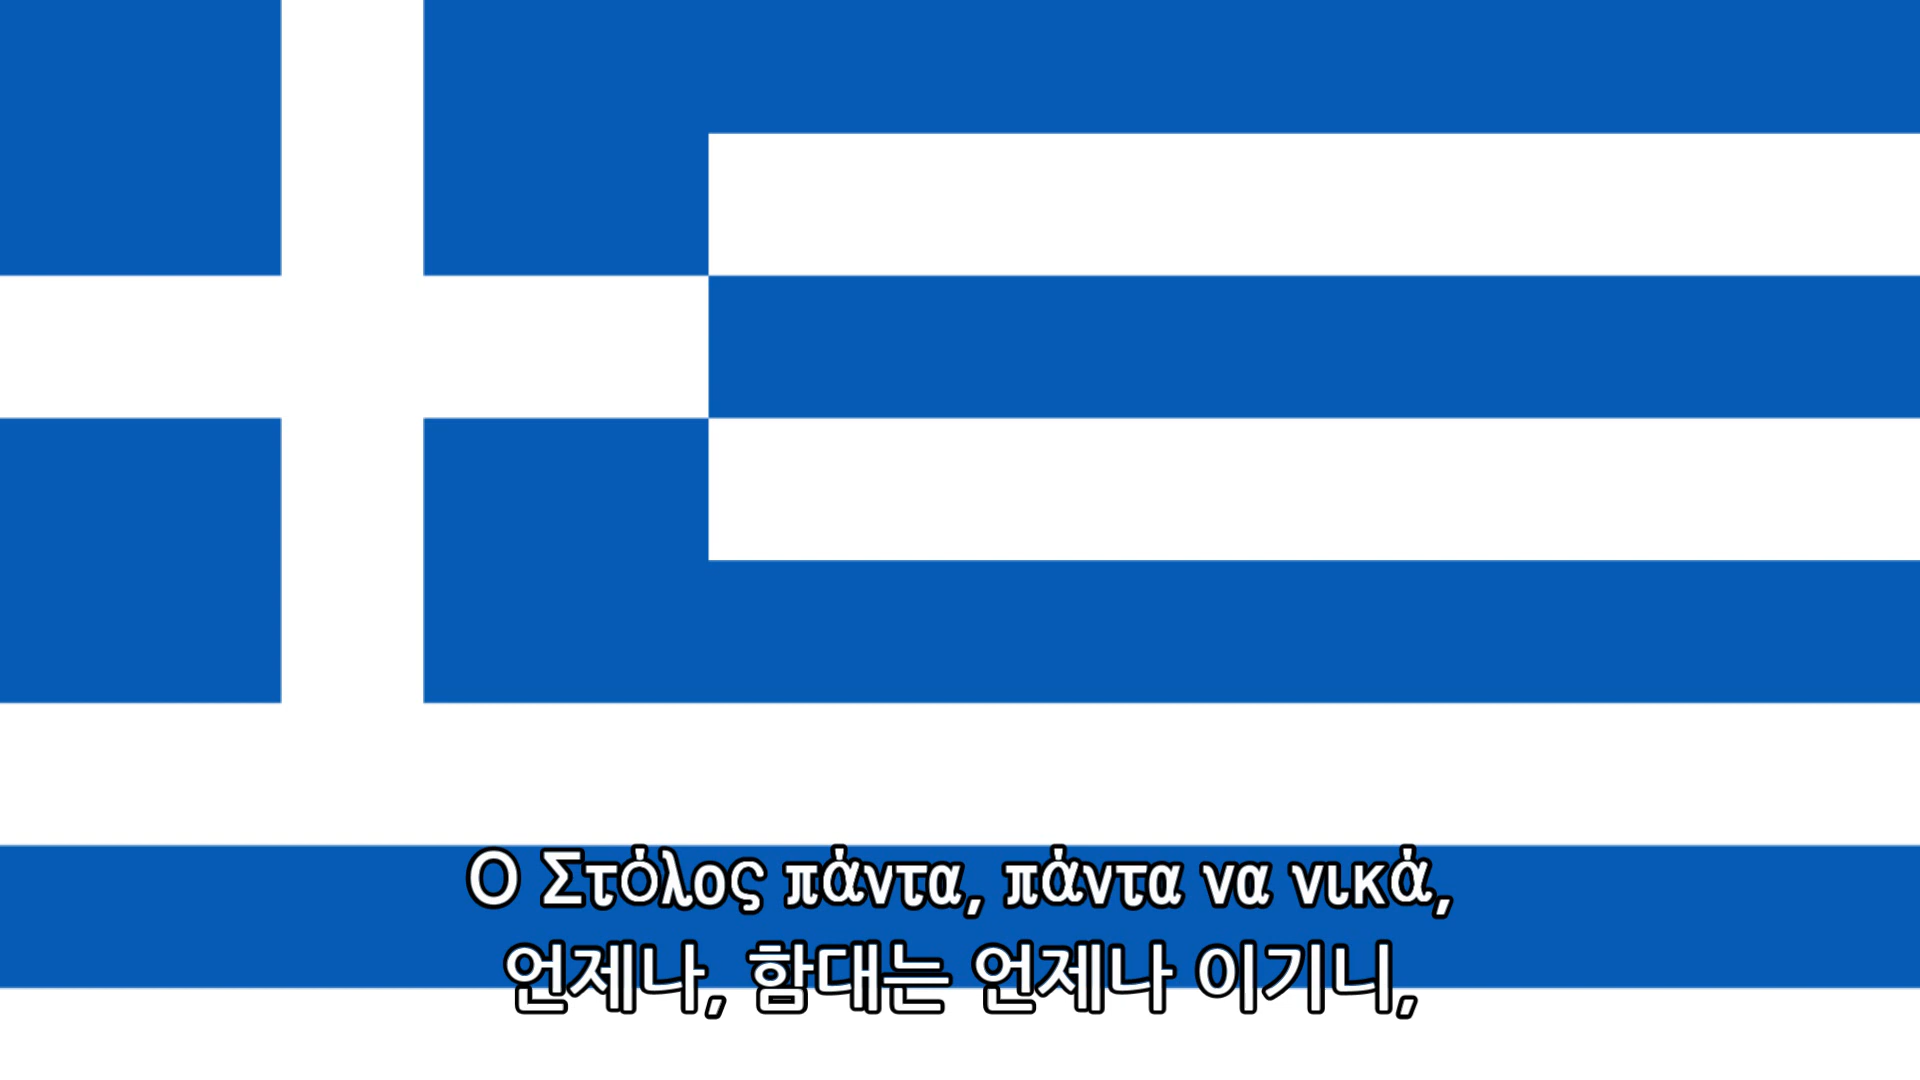 Ο Στόλος πάντα, πάντα να νικά,
언제나, 함대는 언제나 이기니,